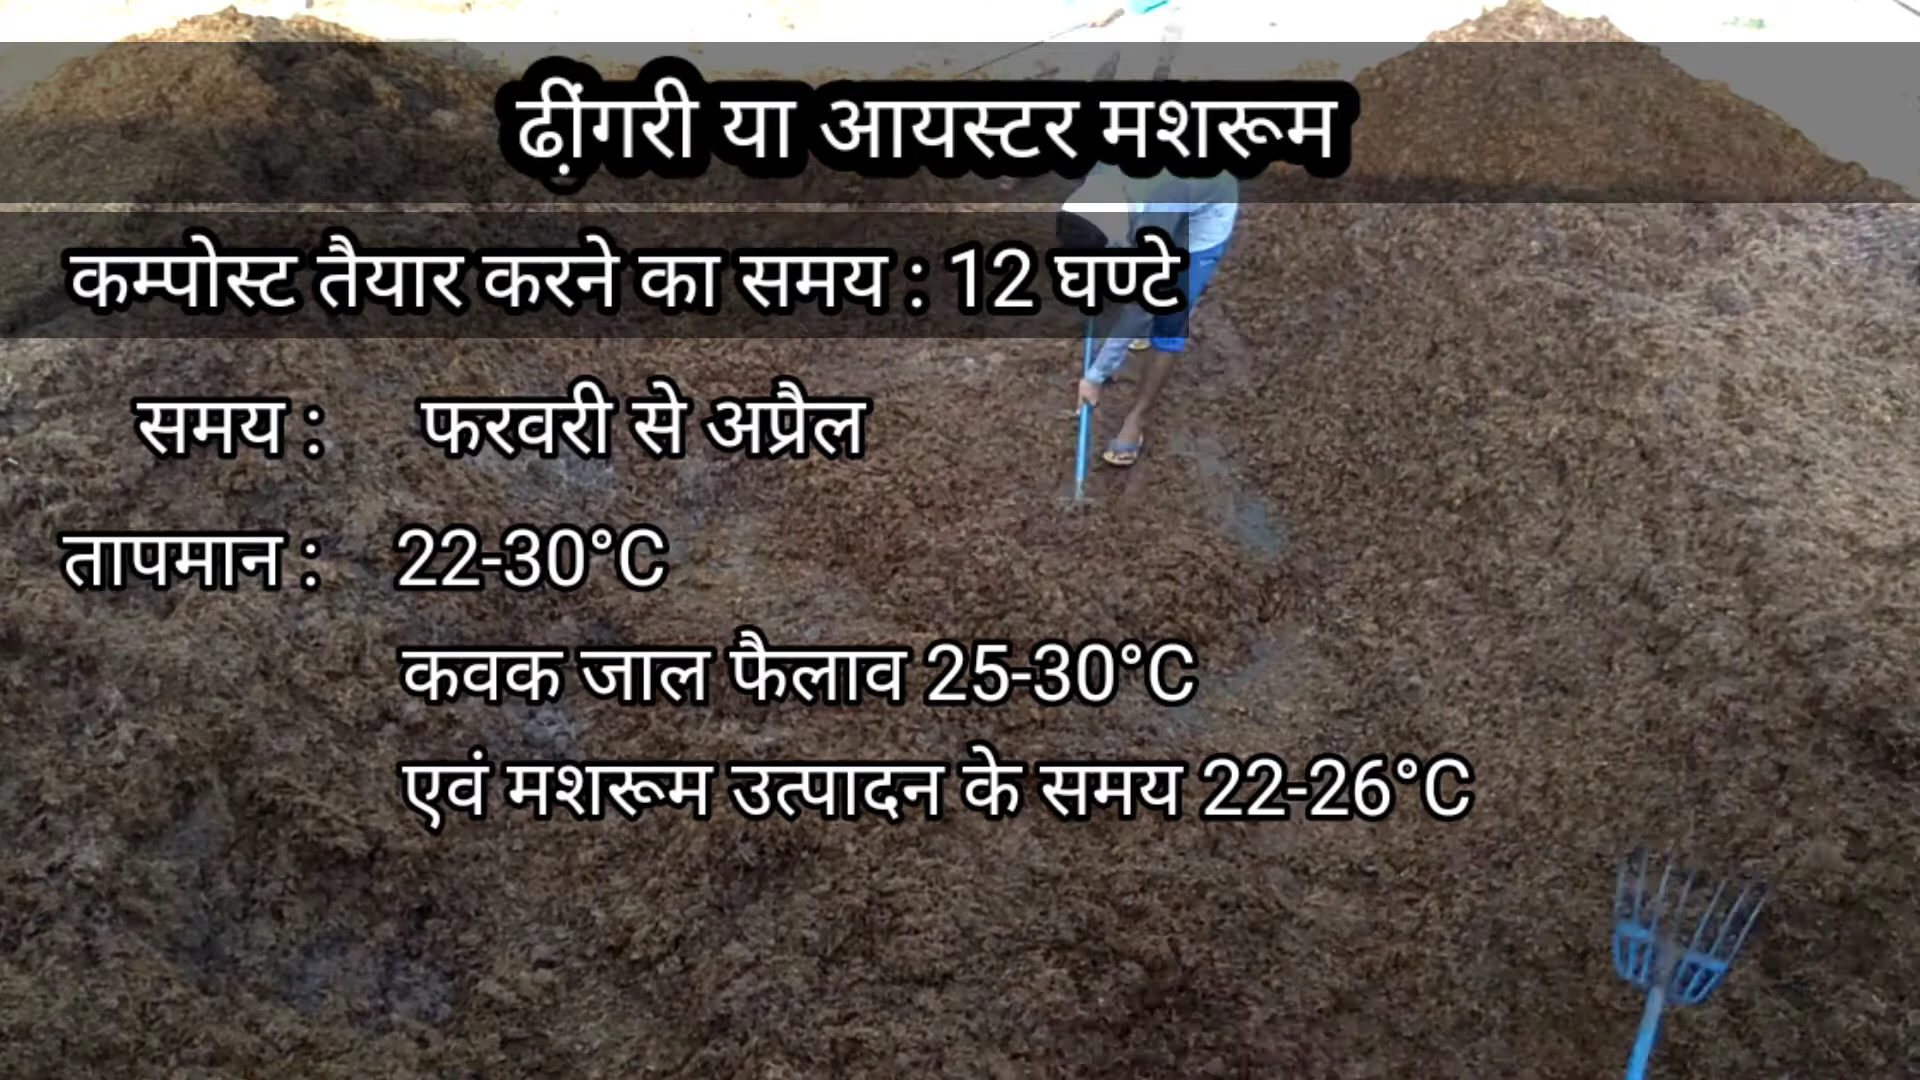 ढ़ींगरी या आयस्टर मशरूम
कम्पोस्ट तैयार करने का समय : 12 घण्टे
समय : फरवरी से अप्रैल
तापमान : 22-30°C
कवक जाल फैलाव 25-30°C
एवं मशरूम उत्पादन के समय 22-26°C